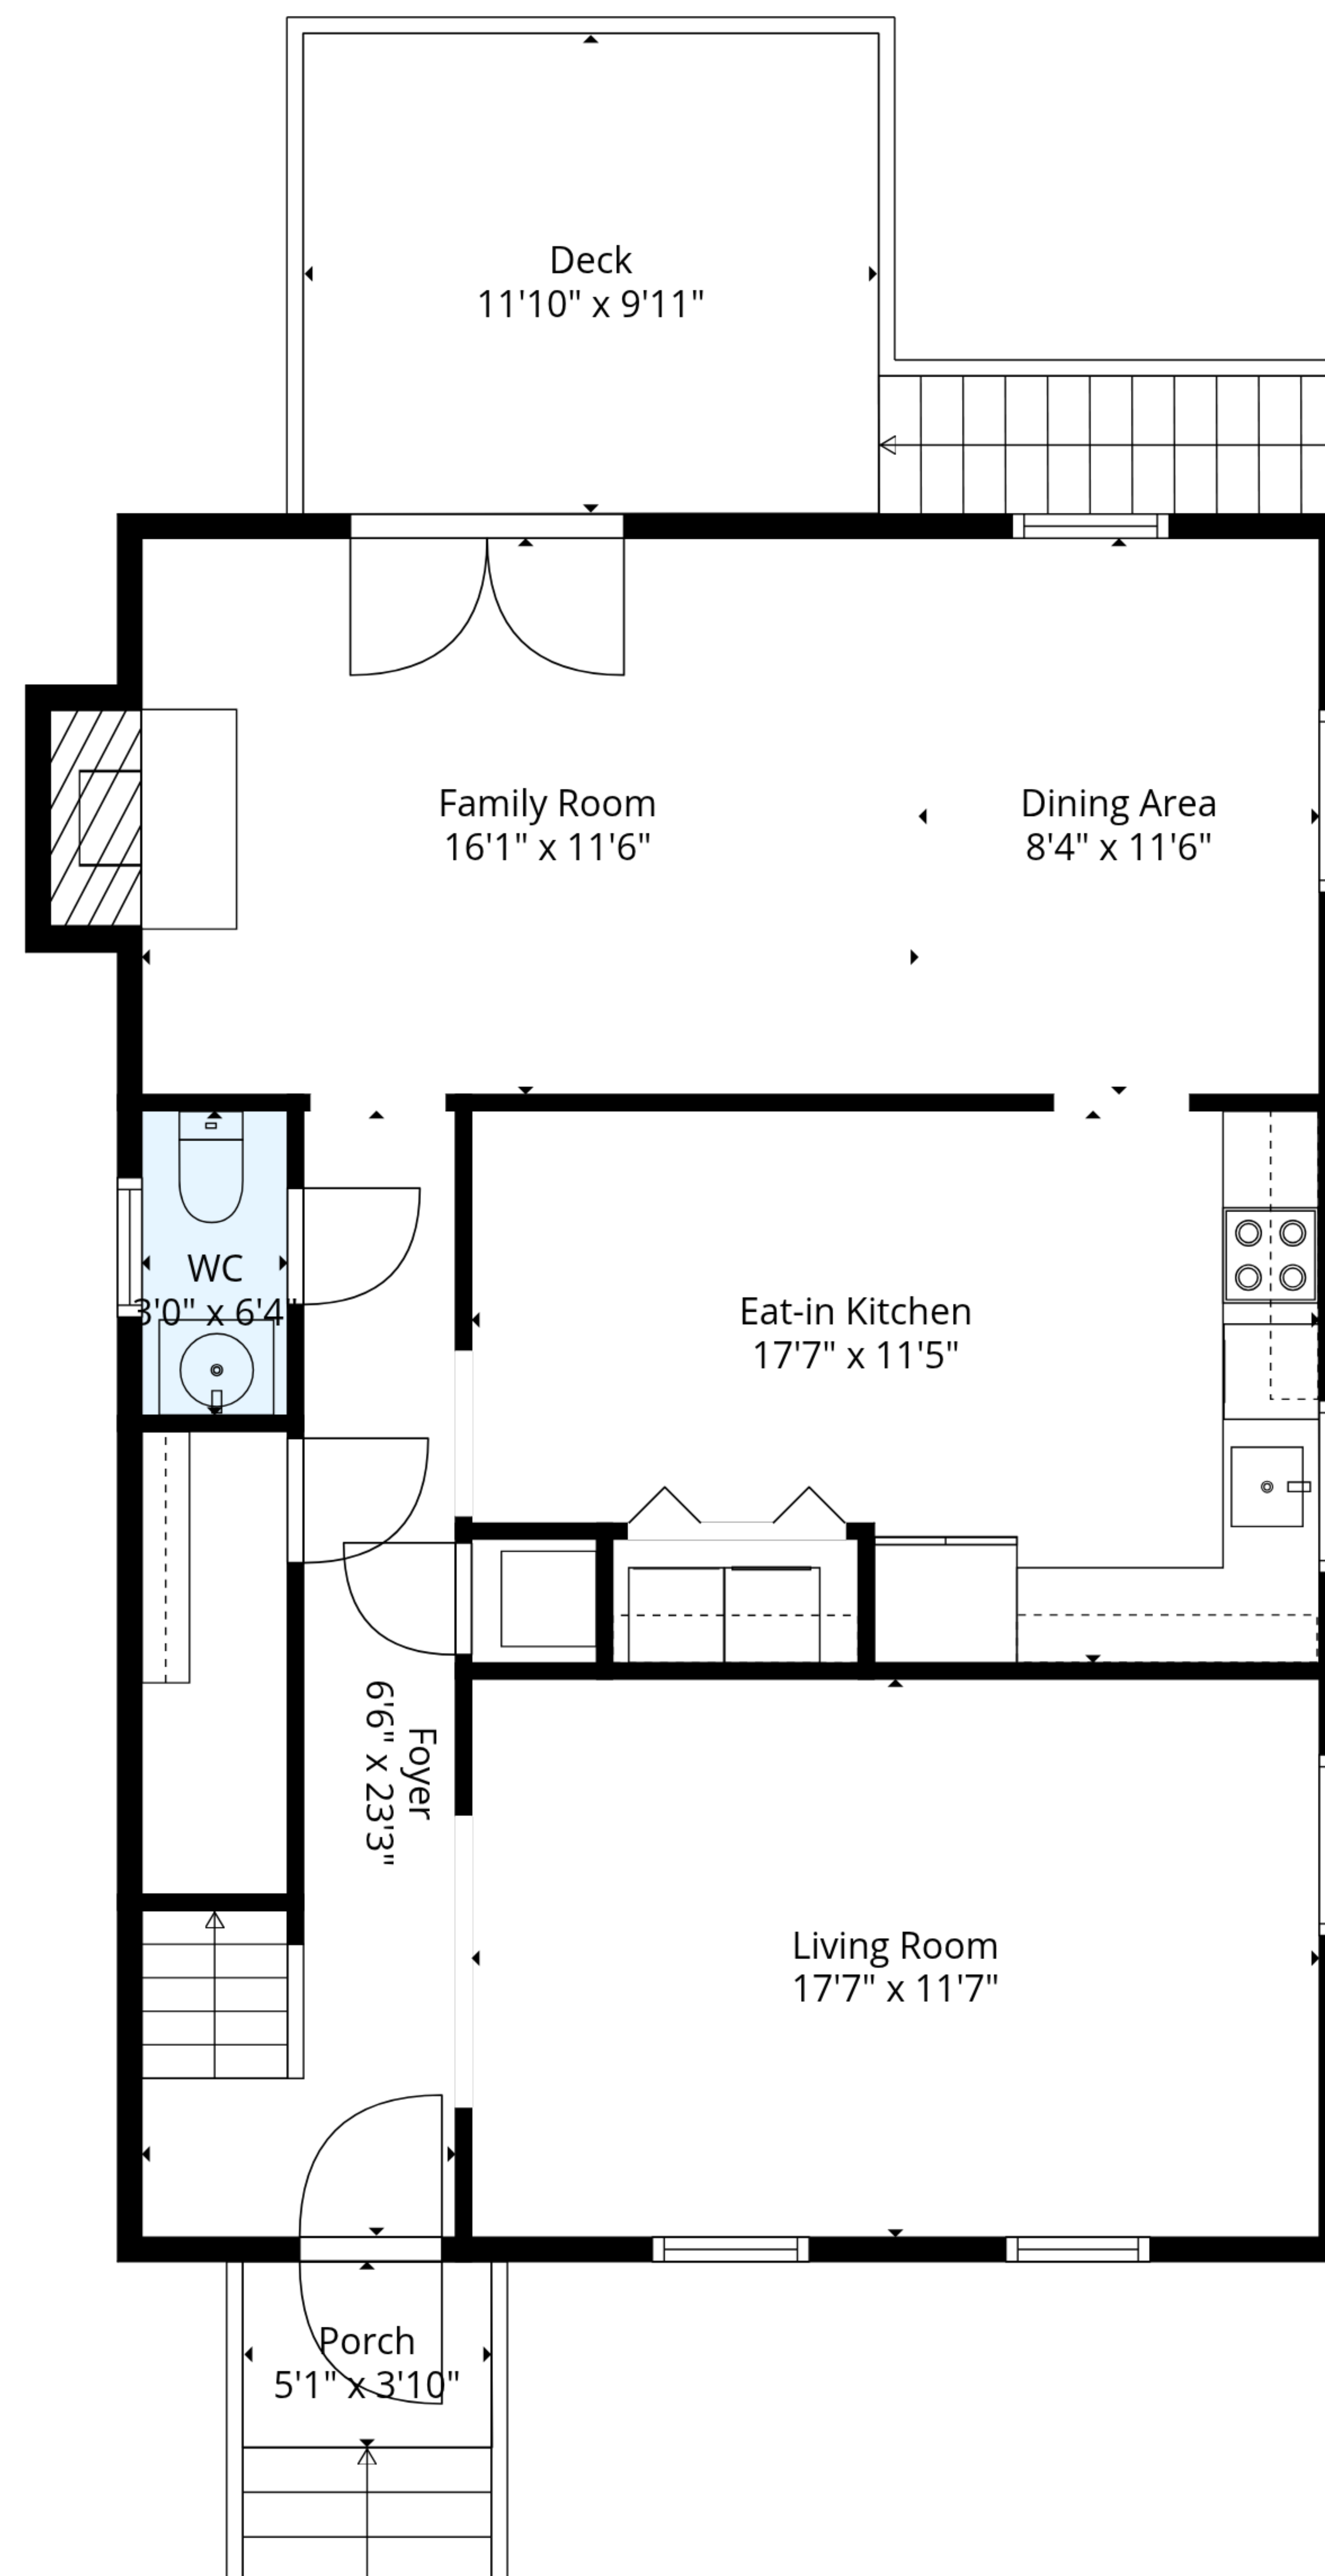 Deck
11'10" x 9'11"
Family Room
16'1" x 11'6"
Dining Area
8'4" x 11'6"
WC
3'0" x 6'4"
Eat-in Kitchen
17'7" x 11'5"
Foyer
6'6" x 23'3"
Living Room
17'7" x 11'7"
Porch
5'1" x 3'10"